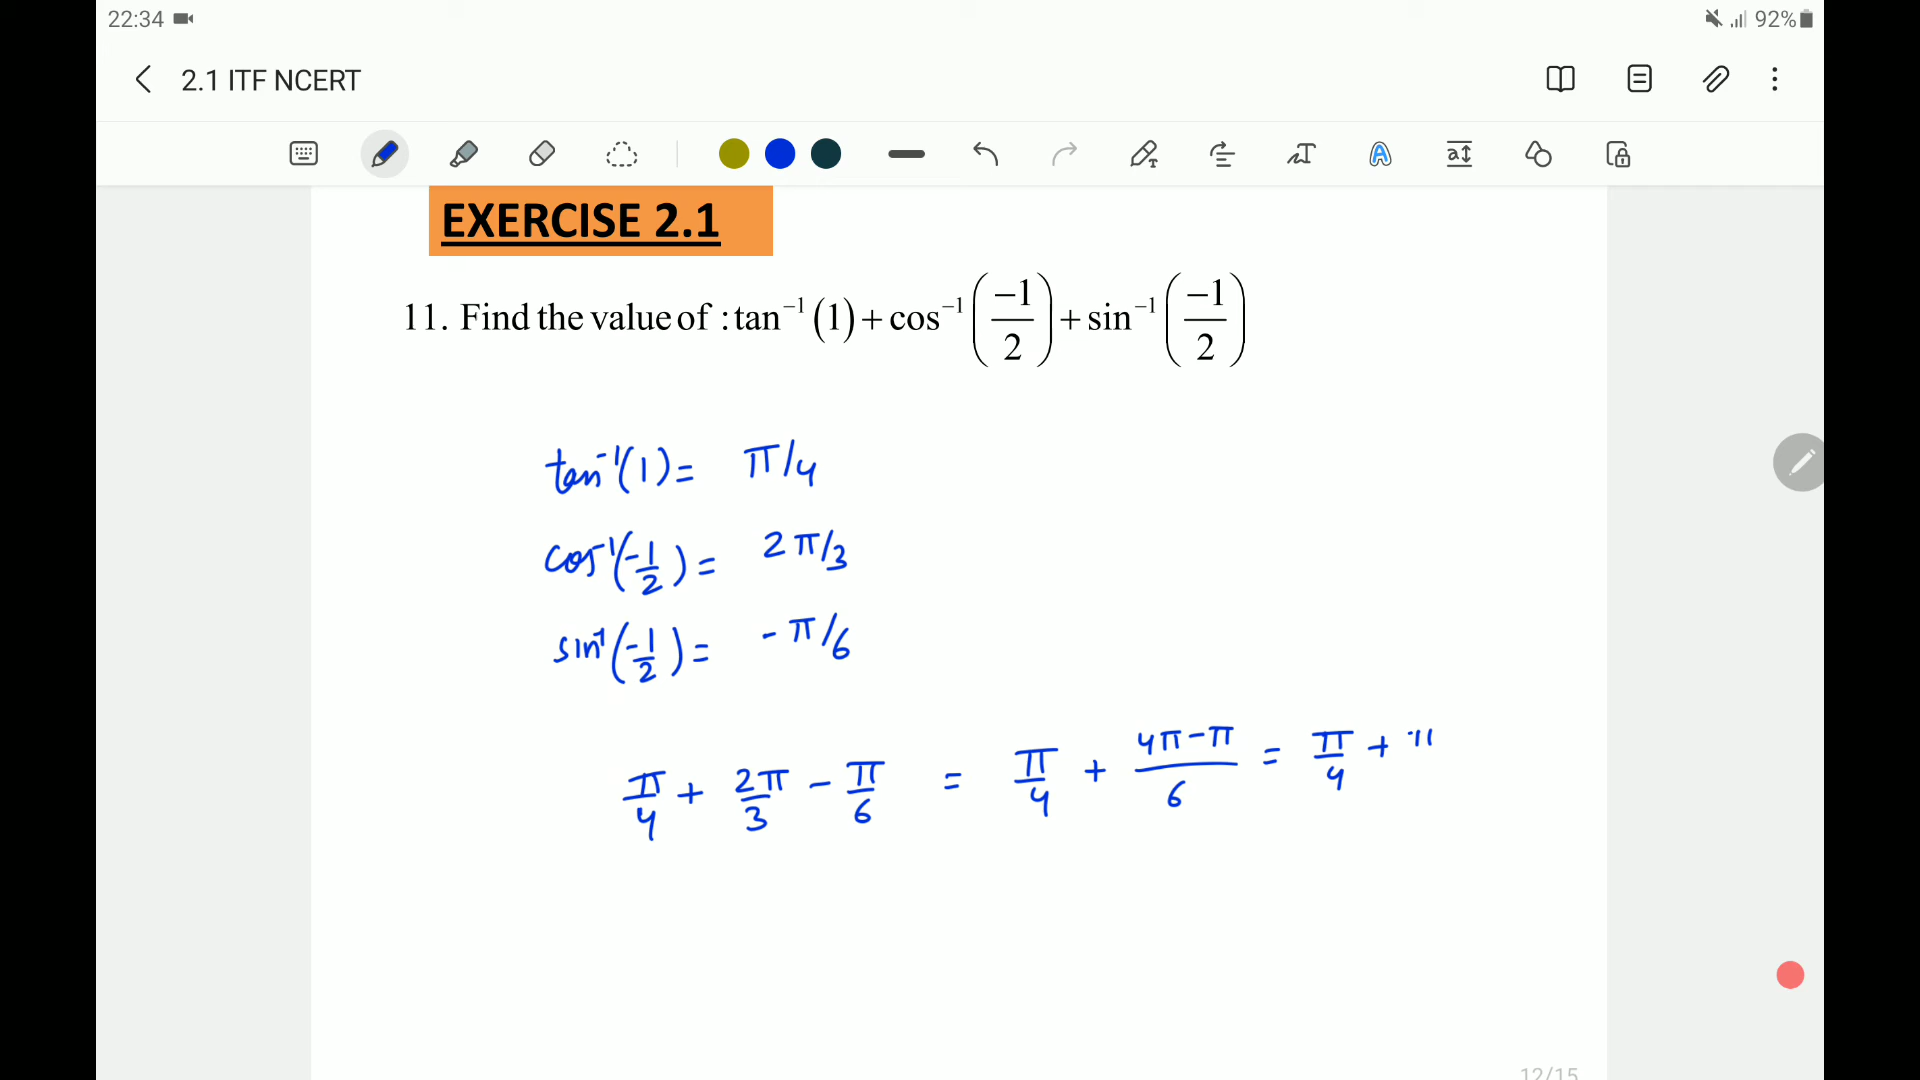 22:34 92%
2.1 ITF NCERT
EXERCISE 2.1
11. Find the value of : tan⁻¹(1) + cos⁻¹(−1/2) + sin⁻¹(−1/2)
tan⁻¹(1) = π/4
cos⁻¹(-1/2) = 2π/3
sin⁻¹(-1/2) = -π/6
π/4 + 2π/3 - π/6 = π/4 + (4π-π)/6 = π/4 +
12/15